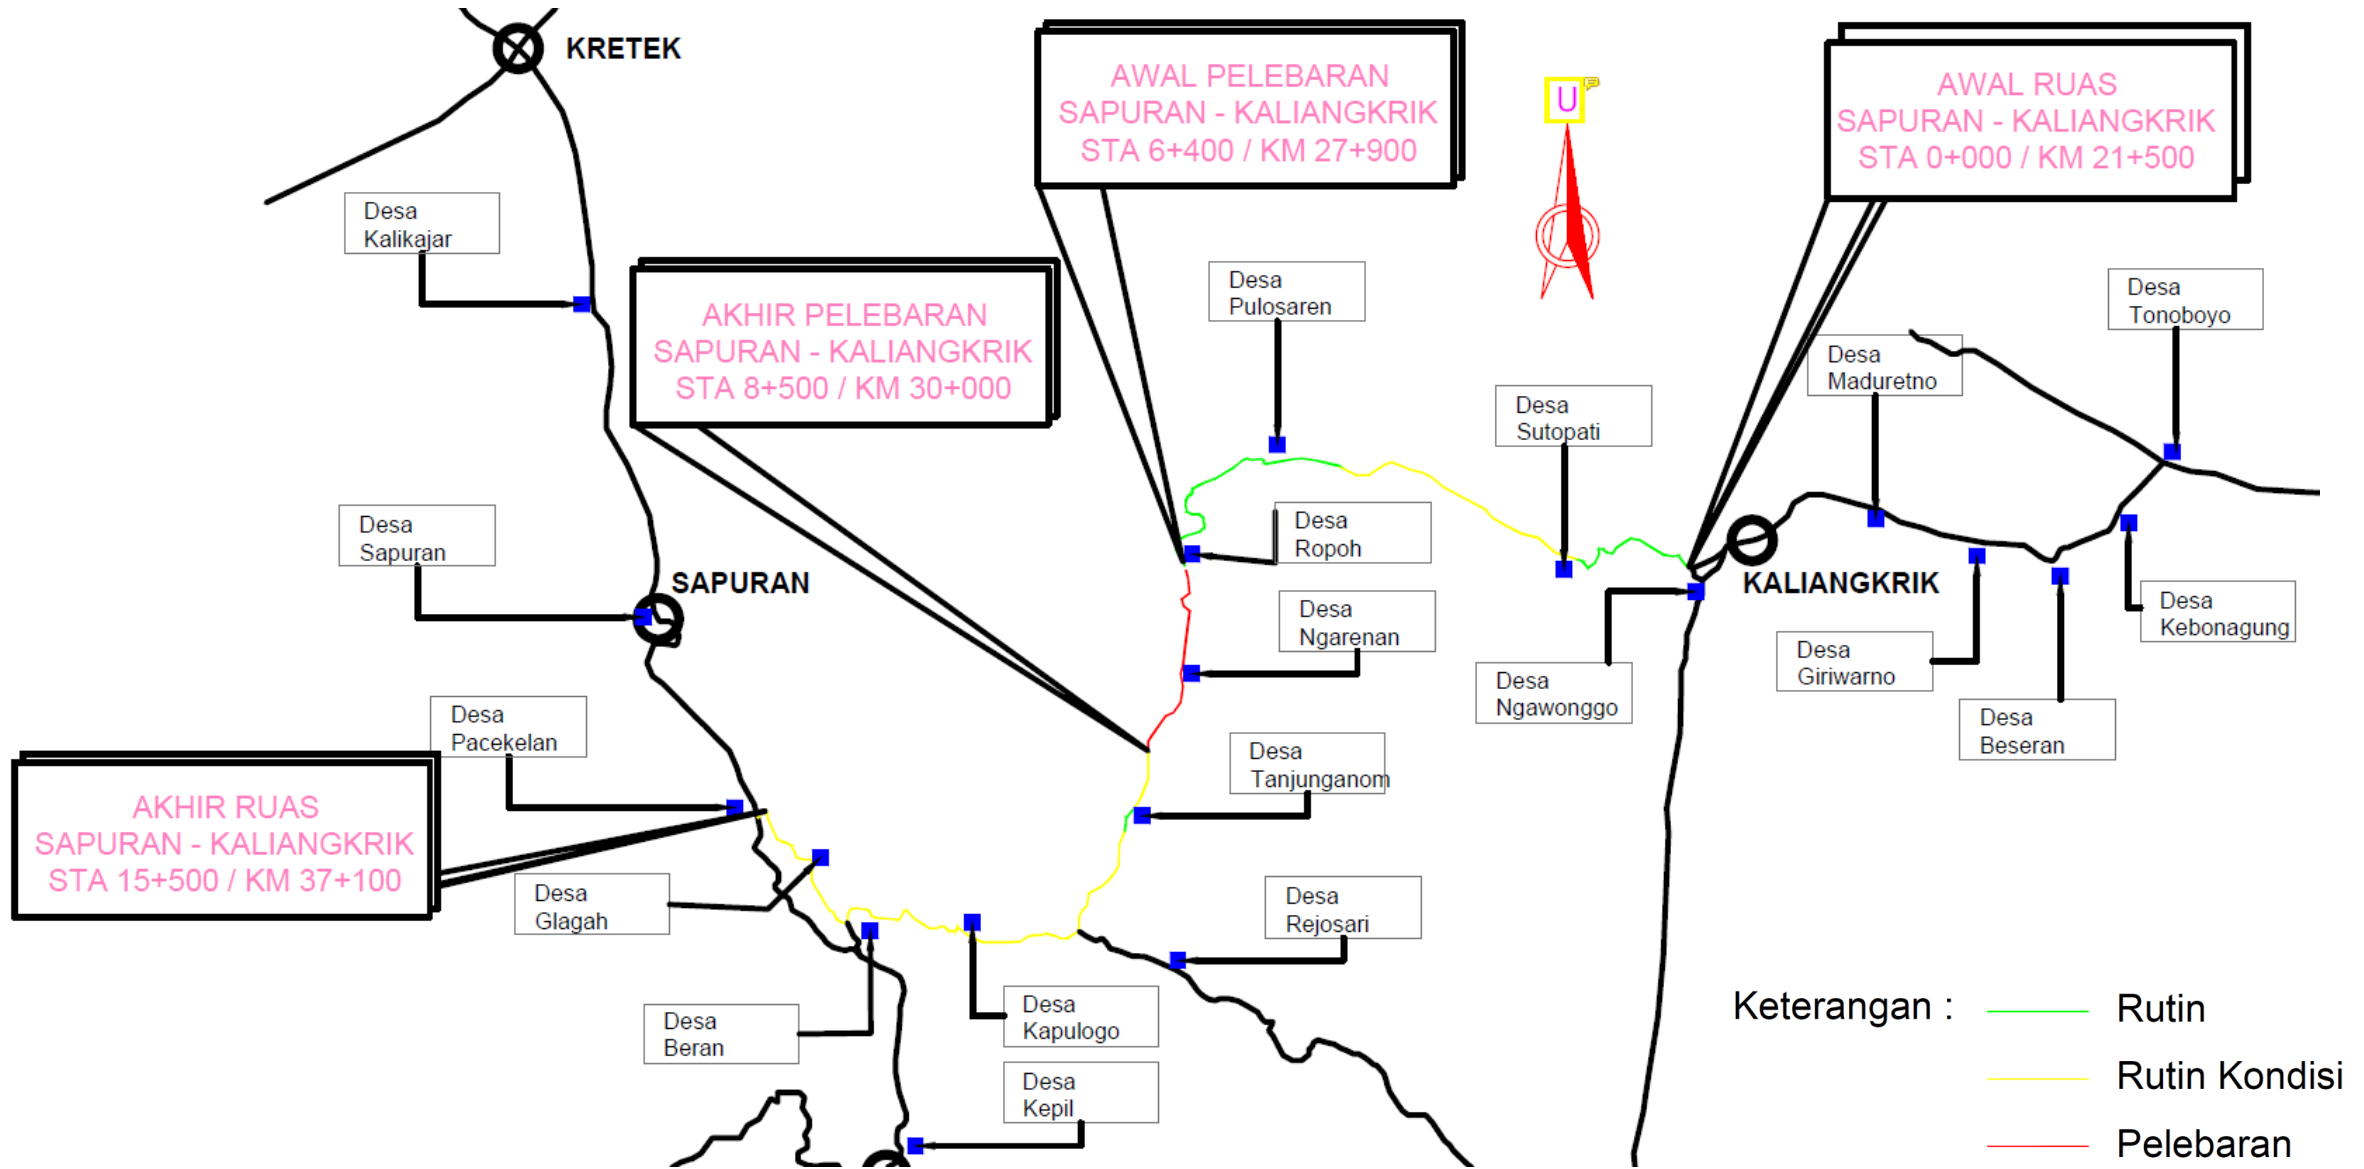 KRETEK
AWAL PELEBARAN
SAPURAN - KALIANGKRIK
STA 6+400 / KM 27+900
U
AWAL RUAS
SAPURAN - KALIANGKRIK
STA 0+000 / KM 21+500
Desa
Kalikajar
AKHIR PELEBARAN
SAPURAN - KALIANGKRIK
STA 8+500 / KM 30+000
Desa
Pulosaren
Desa
Tonoboyo
Desa
Maduretno
Desa
Sutopati
Desa
Sapuran
Desa
Ropoh
SAPURAN
KALIANGKRIK
Desa
Ngarenan
Desa
Kebonagung
Desa
Giriwarno
Desa
Ngawonggo
Desa
Beseran
Desa
Pacekelan
Desa
Tanjunganom
AKHIR RUAS
SAPURAN - KALIANGKRIK
STA 15+500 / KM 37+100
Desa
Glagah
Desa
Rejosari
Desa
Beran
Desa
Kapulogo
Desa
Kepil
Keterangan :
Rutin
Rutin Kondisi
Pelebaran